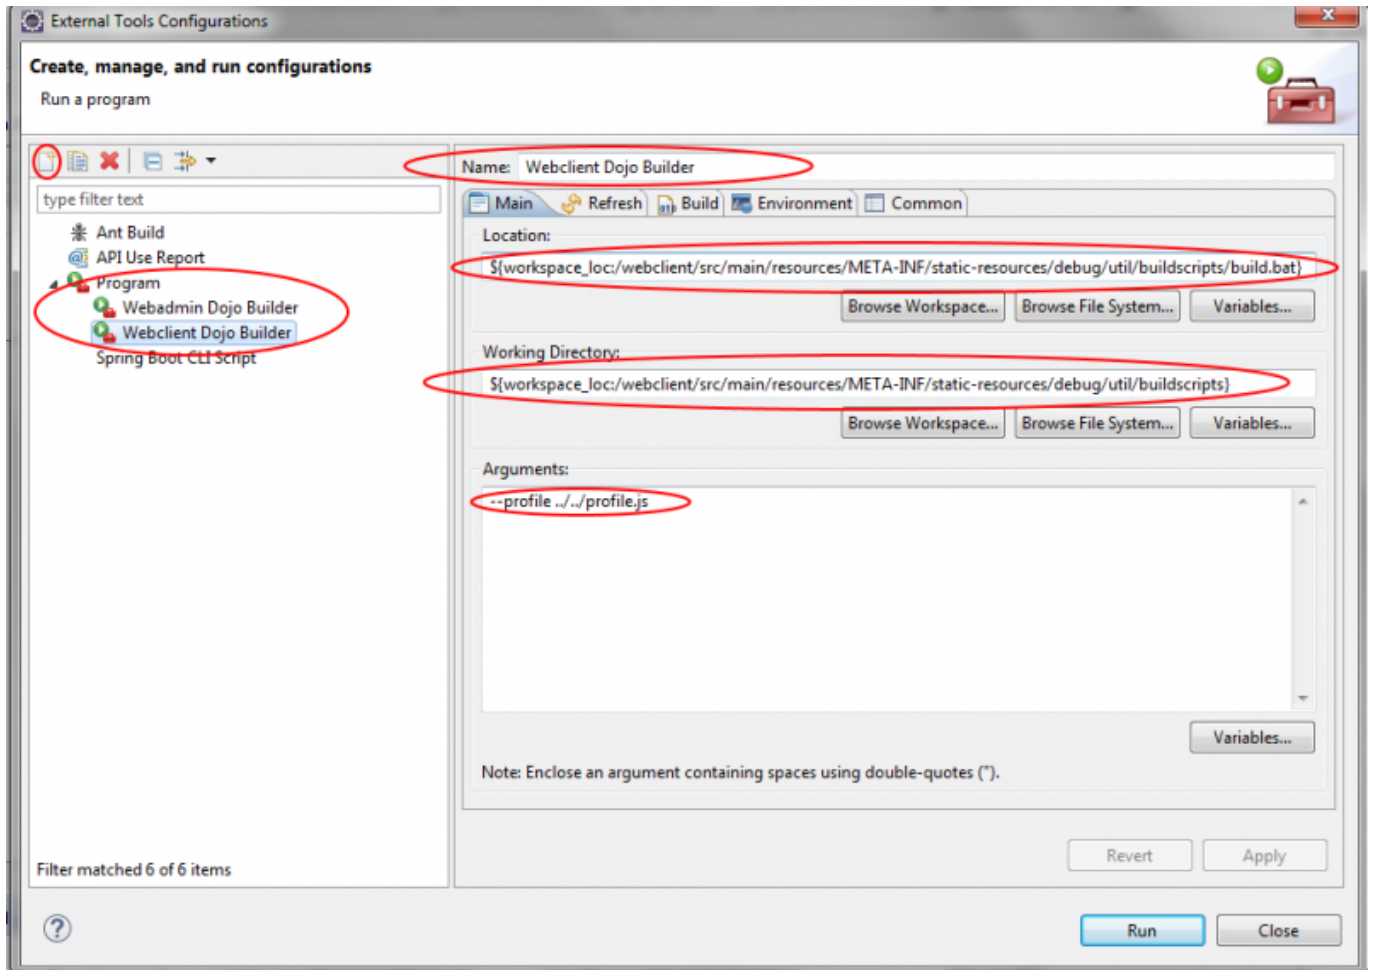 External Tools Configurations
Create, manage, and run configurations
Run a program
type filter text
Ant Build
API Use Report
Program
Webadmin Dojo Builder
Webclient Dojo Builder
Spring Boot CLI Script
Filter matched 6 of 6 items
Name: Webclient Dojo Builder
Main Refresh Build Environment Common
Location:
${workspace_loc:/webclient/src/main/resources/META-INF/static-resources/debug/util/buildscripts/build.bat}
Browse Workspace... Browse File System... Variables...
Working Directory:
${workspace_loc:/webclient/src/main/resources/META-INF/static-resources/debug/util/buildscripts}
Browse Workspace... Browse File System... Variables...
Arguments:
--profile ../../profile.js
Variables...
Note: Enclose an argument containing spaces using double-quotes (").
Revert Apply
Run Close